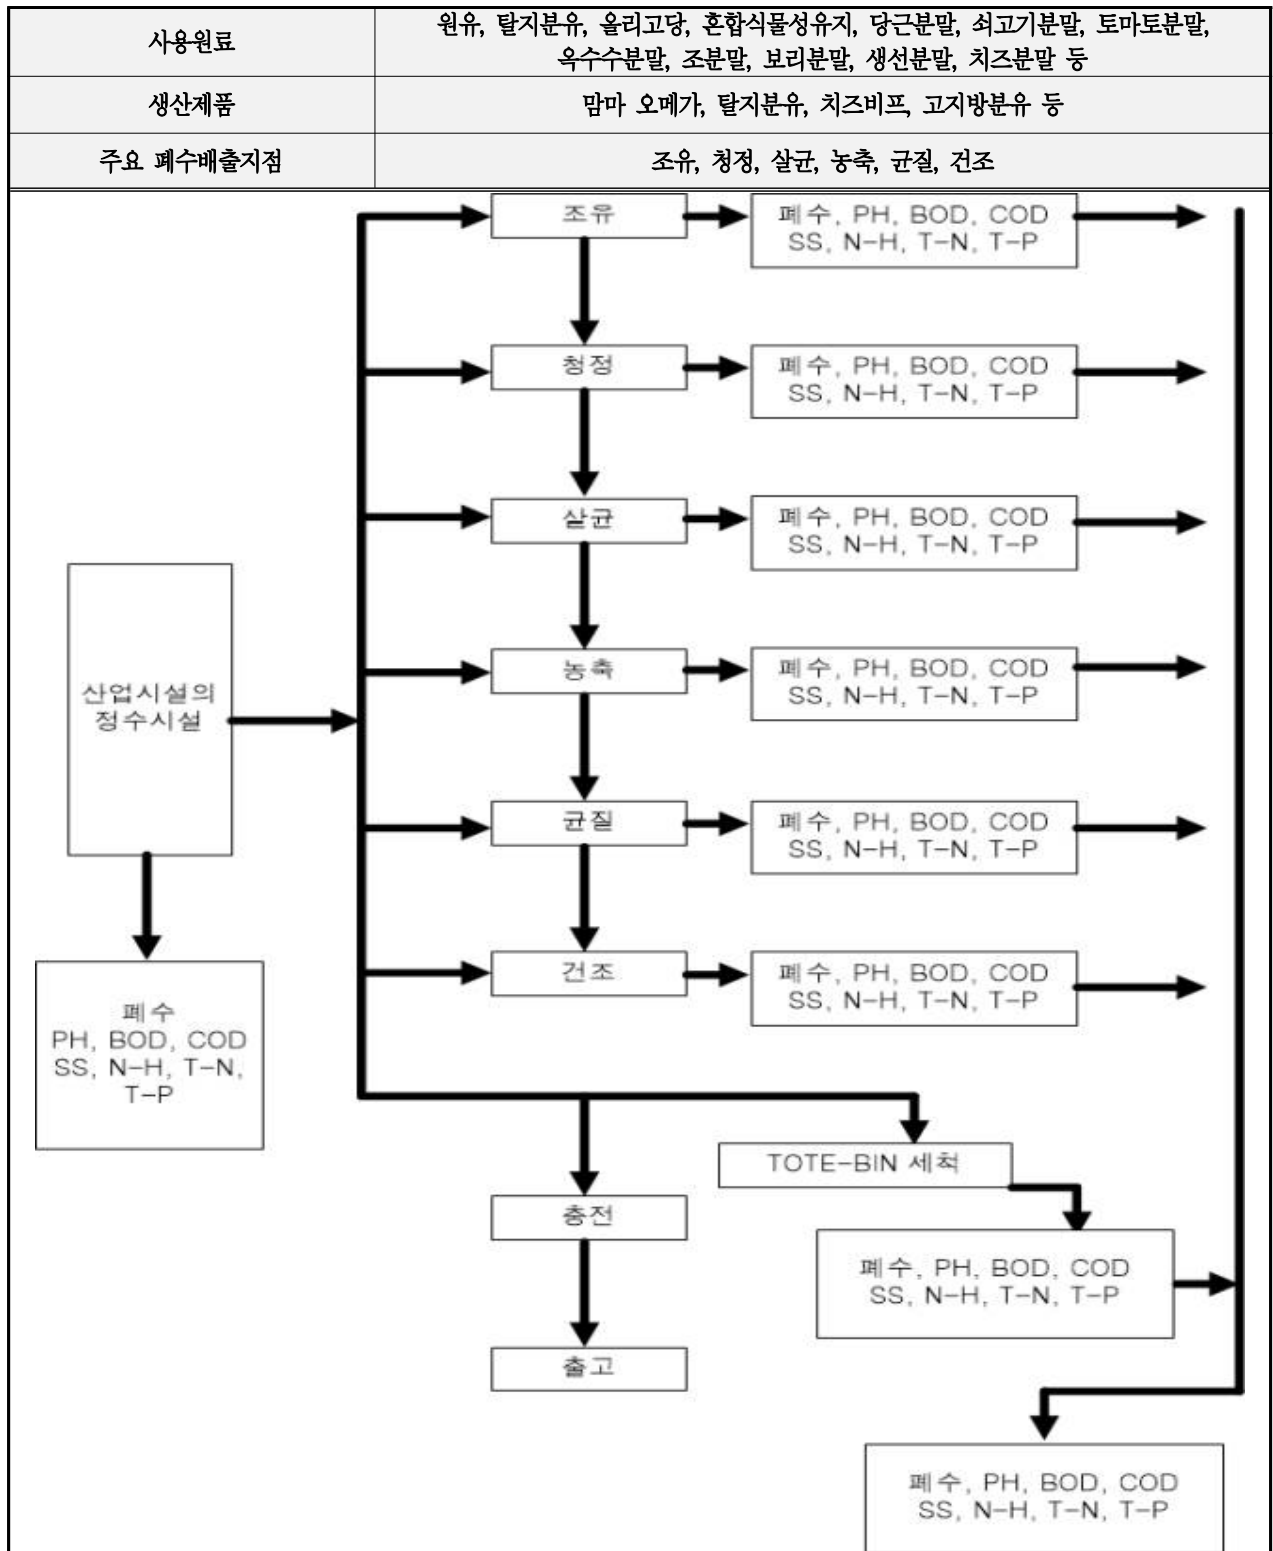 사용원료
원유, 탈지분유, 올리고당, 혼합식물성유지, 당근분말, 쇠고기분말, 토마토분말,
옥수수분말, 조분말, 보리분말, 생선분말, 치즈분말 등
생산제품
맘마 오메가, 탈지분유, 치즈비프, 고지방분유 등
주요 폐수배출지점
조유, 청정, 살균, 농축, 균질, 건조
조유
폐수, PH, BOD, COD
SS, N-H, T-N, T-P
청정
폐수, PH, BOD, COD
SS, N-H, T-N, T-P
살균
폐수, PH, BOD, COD
SS, N-H, T-N, T-P
농축
폐수, PH, BOD, COD
SS, N-H, T-N, T-P
산업시설의
정수시설
균질
폐수, PH, BOD, COD
SS, N-H, T-N, T-P
건조
폐수, PH, BOD, COD
SS, N-H, T-N, T-P
폐수
PH, BOD, COD
SS, N-H, T-N,
T-P
TOTE-BIN 세척
충전
폐수, PH, BOD, COD
SS, N-H, T-N, T-P
출고
폐수, PH, BOD, COD
SS, N-H, T-N, T-P